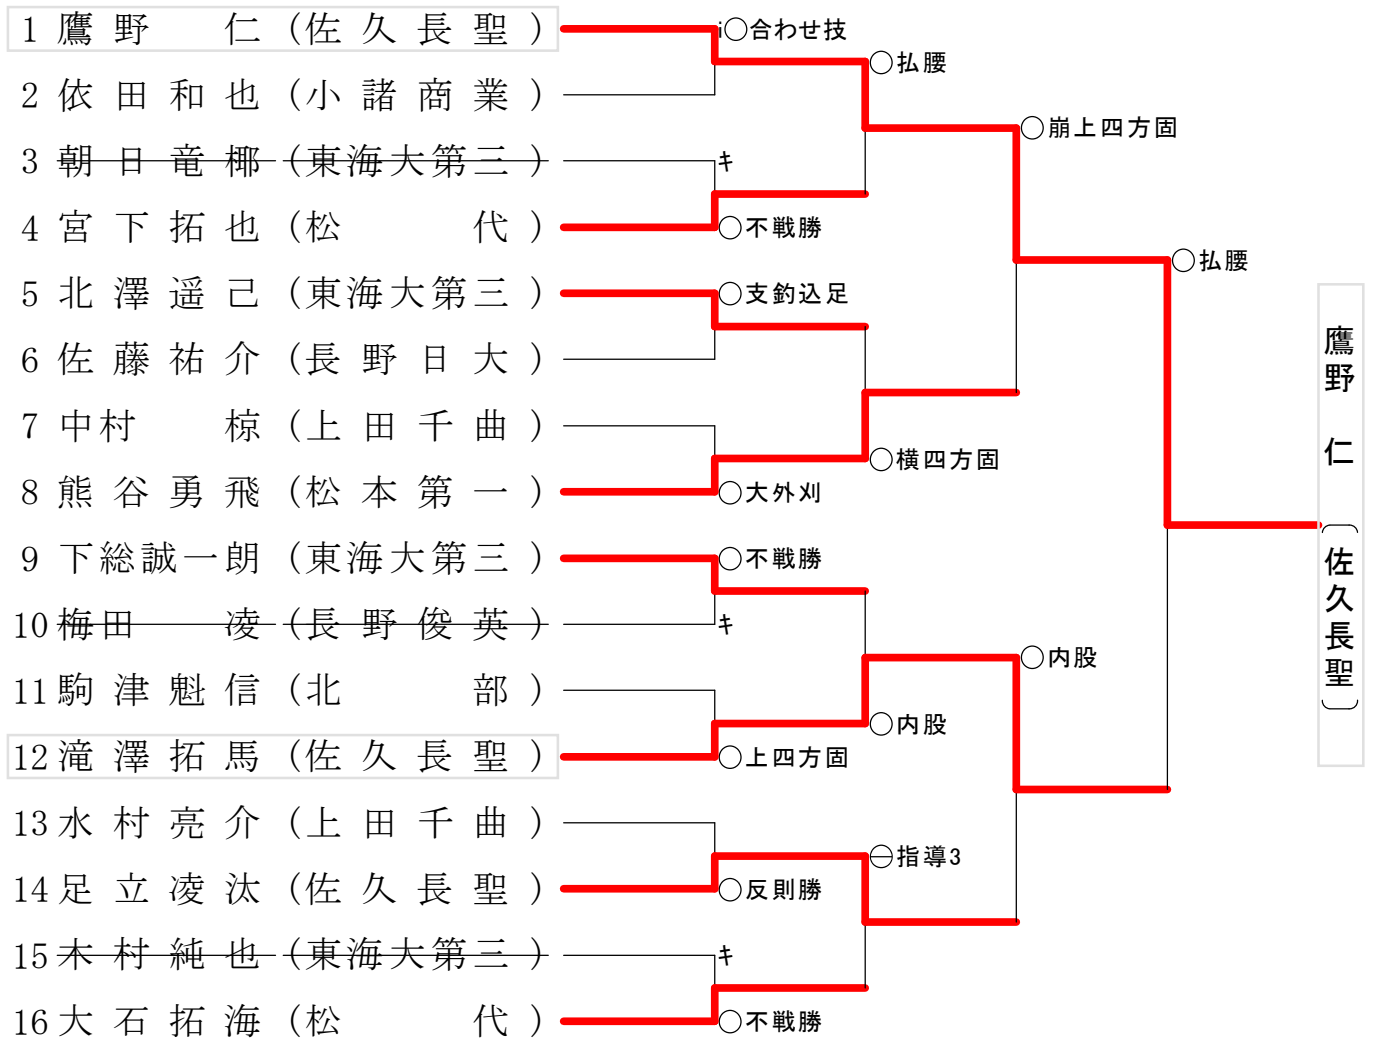 1 鷹野 仁 (佐久長聖)
○合わせ技
○払腰
2 依田和也 (小諸商業)
○崩上四方固
3 朝日竜椰 (東海大第三)
キ
4 宮下拓也 (松 代)
○不戦勝
○払腰
5 北澤遥己 (東海大第三)
○支釣込足
6 佐藤祐介 (長野日大)
7 中村 椋 (上田千曲)
○横四方固
8 熊谷勇飛 (松本第一)
○大外刈
9 下総誠一朗 (東海大第三)
○不戦勝
10 梅田 凌 (長野俊英)
キ
○内股
11 駒津魁信 (北 部)
○内股
12 滝澤拓馬 (佐久長聖)
○上四方固
13 水村亮介 (上田千曲)
指導3
14 足立凌汰 (佐久長聖)
○反則勝
15 木村純也 (東海大第三)
キ
16 大石拓海 (松 代)
○不戦勝
鷹野 仁 (佐久長聖)